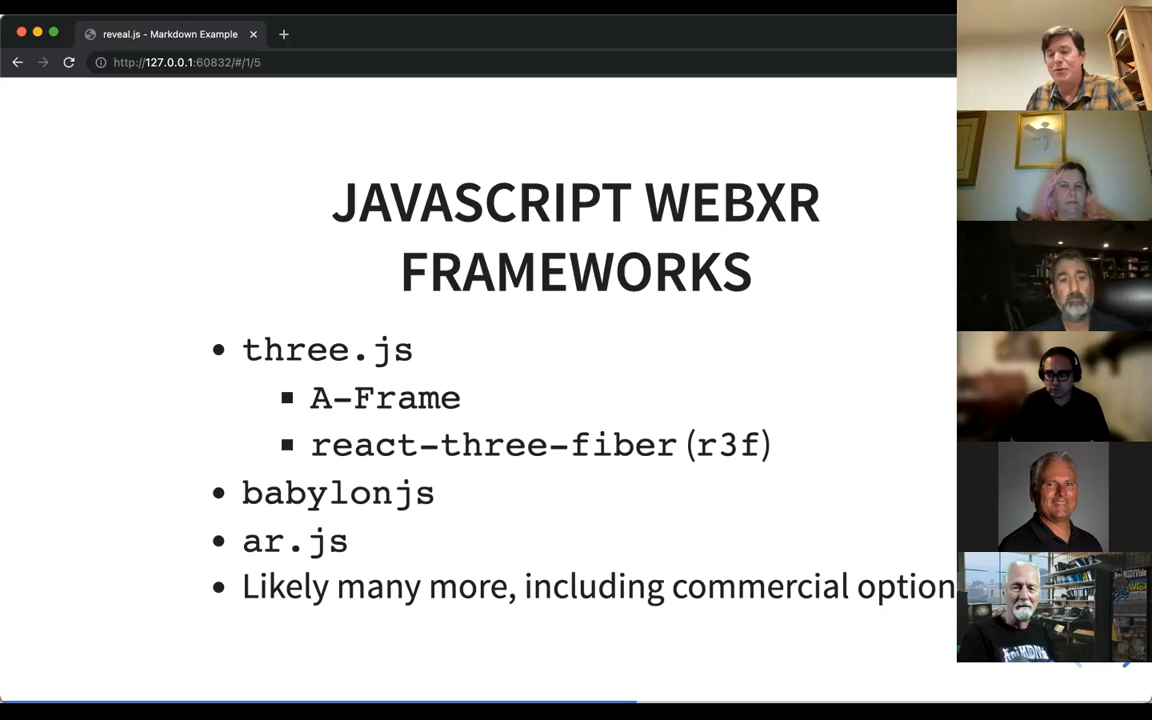 reveal.js - Markdown Example
http://127.0.0.1:60832/#/1/5
JAVASCRIPT WEBXR
FRAMEWORKS
three.js
A-Frame
react-three-fiber (r3f)
babylonjs
ar.js
Likely many more, including commercial option